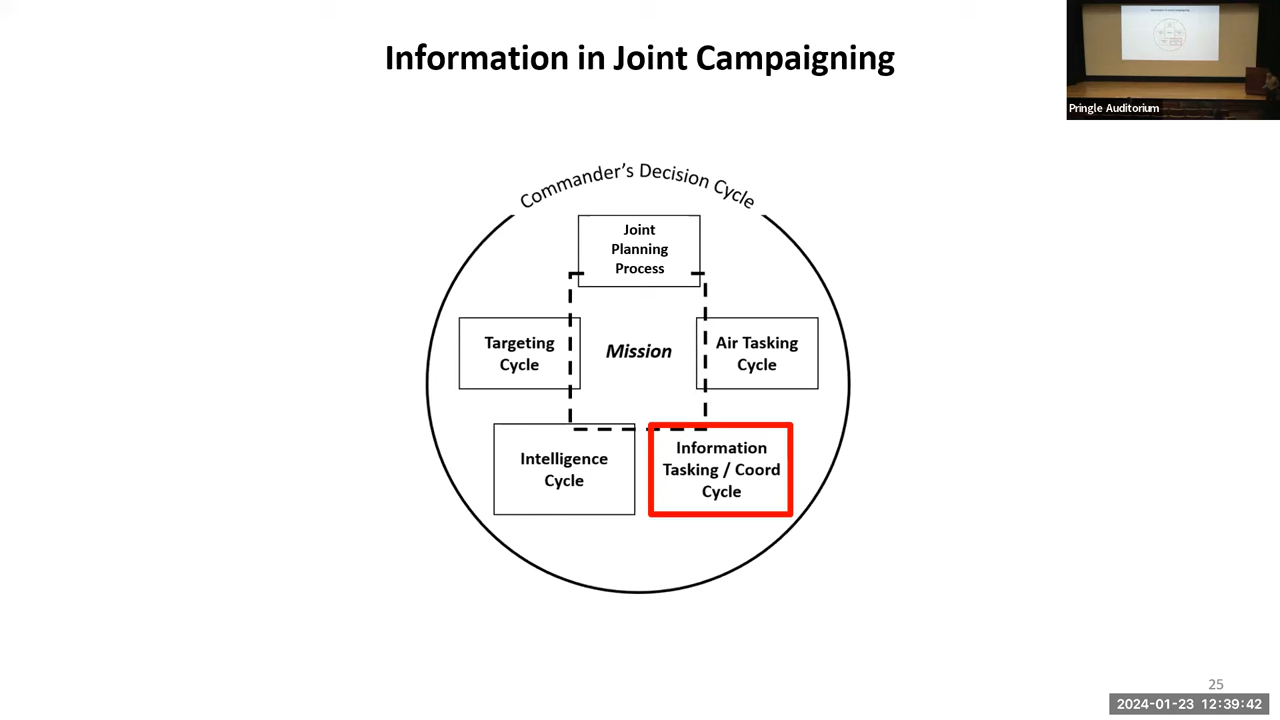 Information in Joint Campaigning
Pringle Auditorium
Commander's Decision Cycle
Joint
Planning
Process
Targeting
Cycle
Mission
Air Tasking
Cycle
Intelligence
Cycle
Information
Tasking / Coord
Cycle
25
2024-01-23 12:39:42